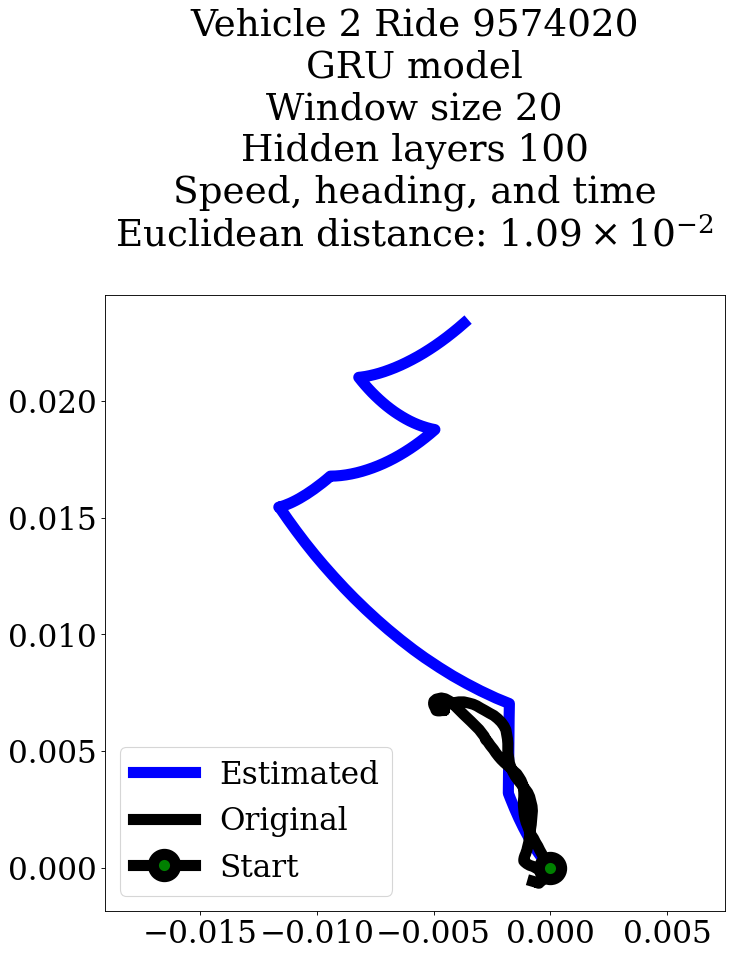 Vehicle 2 Ride 9574020
GRU model
Window size 20
Hidden layers 100
Speed, heading, and time
Euclidean distance: 1.09 × 10⁻²
0.020
0.015
0.010
0.005
0.000
Estimated
Original
Start
−0.015 −0.010 −0.005 0.000 0.005